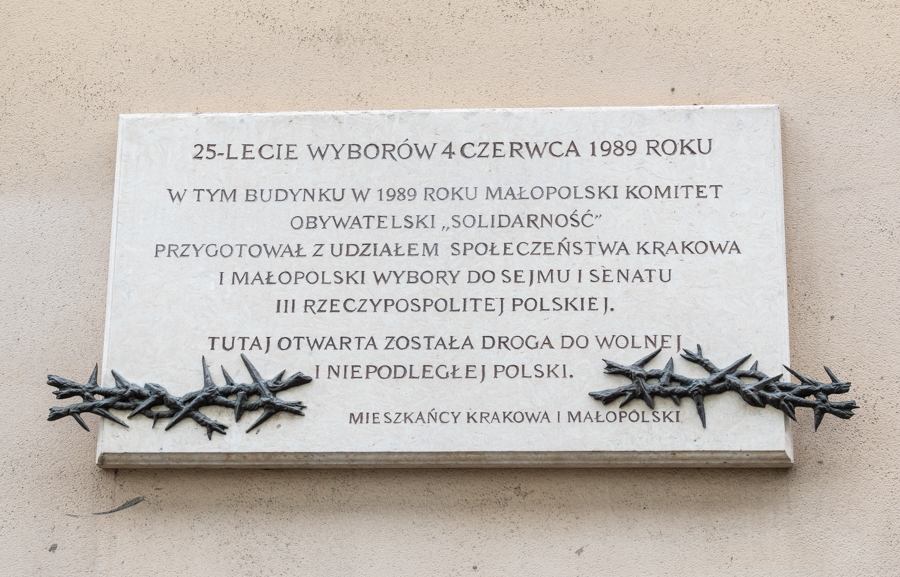 25-LECIE WYBORÓW 4 CZERWCA 1989 ROKU
W TYM BUDYNKU W 1989 ROKU MAŁOPOLSKI KOMITET
OBYWATELSKI „SOLIDARNOŚĆ”
PRZYGOTOWAŁ Z UDZIAŁEM SPOŁECZEŃSTWA KRAKOWA
I MAŁOPOLSKI WYBORY DO SEJMU I SENATU
III RZECZYPOSPOLITEJ POLSKIEJ.
TUTAJ OTWARTA ZOSTAŁA DROGA DO WOLNEJ
I NIEPODLEGŁEJ POLSKI.
MIESZKAŃCY KRAKOWA I MAŁOPOLSKI